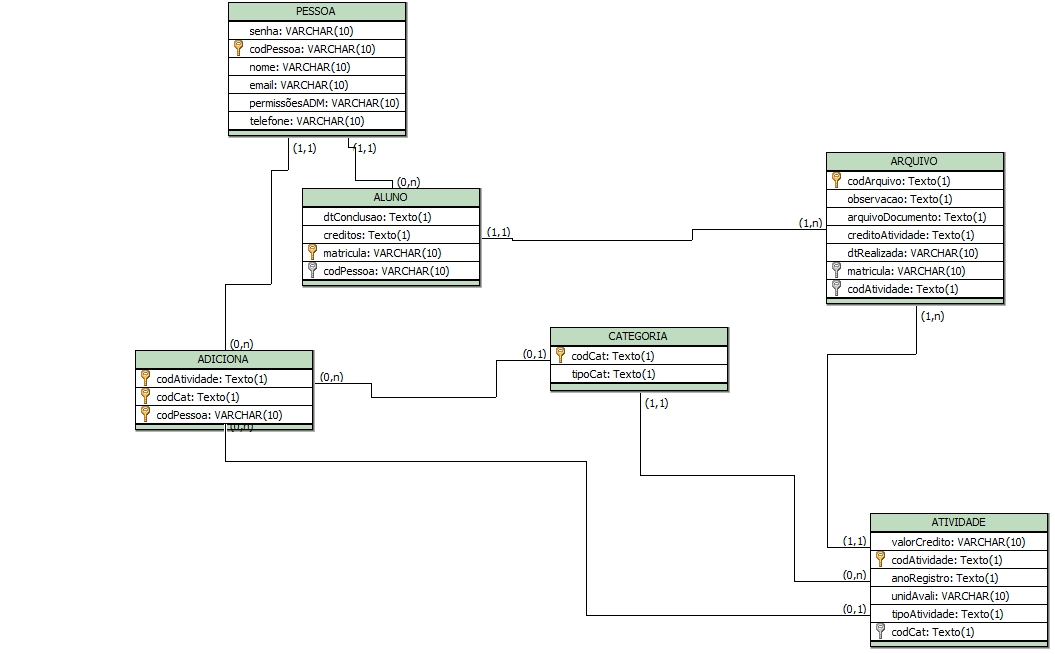 PESSOA
senha: VARCHAR(10)
codPessoa: VARCHAR(10)
nome: VARCHAR(10)
email: VARCHAR(10)
permissõesADM: VARCHAR(10)
telefone: VARCHAR(10)
(1,1)
(1,1)
(0,n)
ALUNO
dtConclusao: Texto(1)
creditos: Texto(1)
matricula: VARCHAR(10)
codPessoa: VARCHAR(10)
(1,1)
(1,n)
ARQUIVO
codArquivo: Texto(1)
observacao: Texto(1)
arquivoDocumento: Texto(1)
creditoAtividade: Texto(1)
dtRealizada: VARCHAR(10)
matricula: VARCHAR(10)
codAtividade: Texto(1)
(1,n)
(0,n)
ADICIONA
codAtividade: Texto(1)
codCat: Texto(1)
codPessoa: VARCHAR(10)
(0,n)
(0,n)
(0,1)
CATEGORIA
codCat: Texto(1)
tipoCat: Texto(1)
(1,1)
(1,1)
(0,n)
(0,1)
ATIVIDADE
valorCredito: VARCHAR(10)
codAtividade: Texto(1)
anoRegistro: Texto(1)
unidAvali: VARCHAR(10)
tipoAtividade: Texto(1)
codCat: Texto(1)